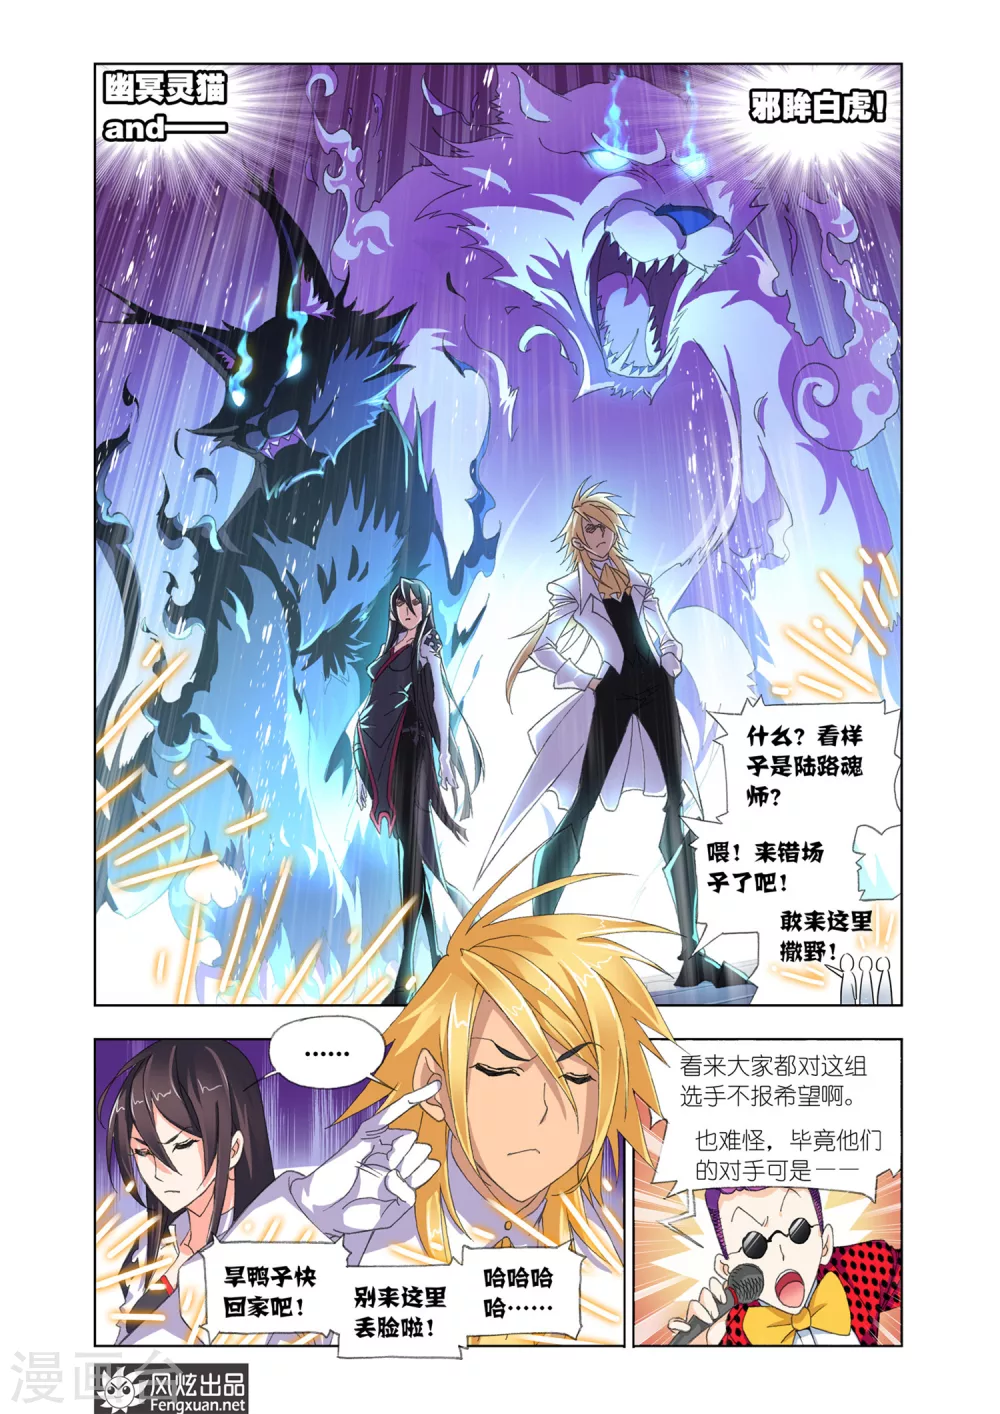 幽冥灵猫
and——
邪眸白虎！
什么？看样
子是陆路魂
师？
喂！来错场
子了吧！
敢来这里
撒野！
……
看来大家都对这组
选手不报希望啊。
也难怪，毕竟他们
的对手可是——
旱鸭子快
回家吧！
别来这里
丢脸啦！
哈哈哈
哈……
漫画台
风炫出品
Fengxuan.net